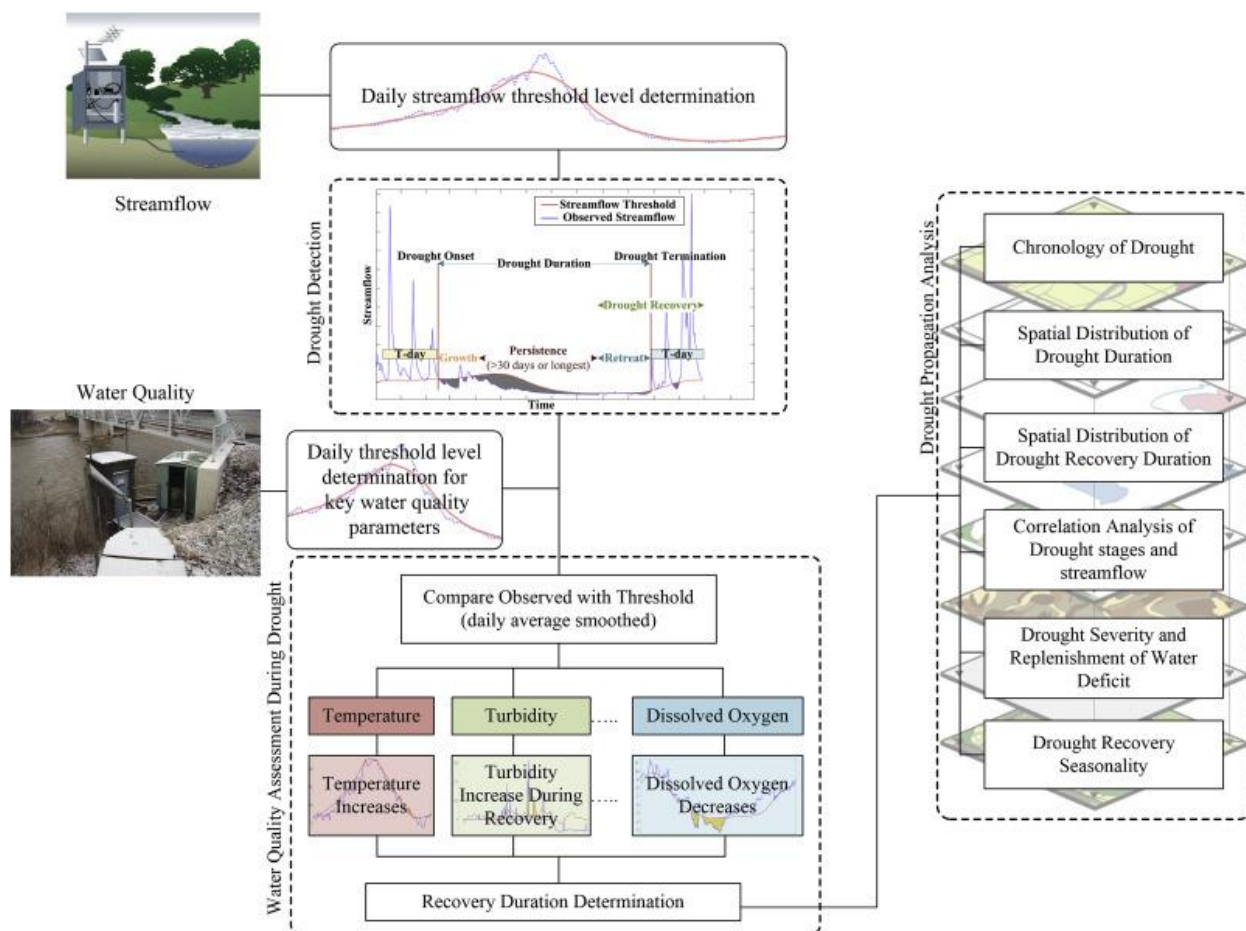 Daily streamflow threshold level determination
Streamflow
Drought Detection
Streamflow Threshold
Observed Streamflow
Drought Onset
Drought Termination
Drought Duration
Drought Recovery
Streamflow
T-day
Growth
Persistence
(>30 days or longest)
Retreat
T-day
Time
Water Quality
Daily threshold level
determination for
key water quality
parameters
Water Quality Assessment During Drought
Compare Observed with Threshold
(daily average smoothed)
Temperature
Turbidity
Dissolved Oxygen
Temperature
Increases
Turbidity
Increase During
Recovery
Dissolved Oxygen
Decreases
Recovery Duration Determination
Drought Propagation Analysis
Chronology of Drought
Spatial Distribution of
Drought Duration
Spatial Distribution of
Drought Recovery Duration
Correlation Analysis of
Drought stages and
streamflow
Drought Severity and
Replenishment of Water
Deficit
Drought Recovery
Seasonality